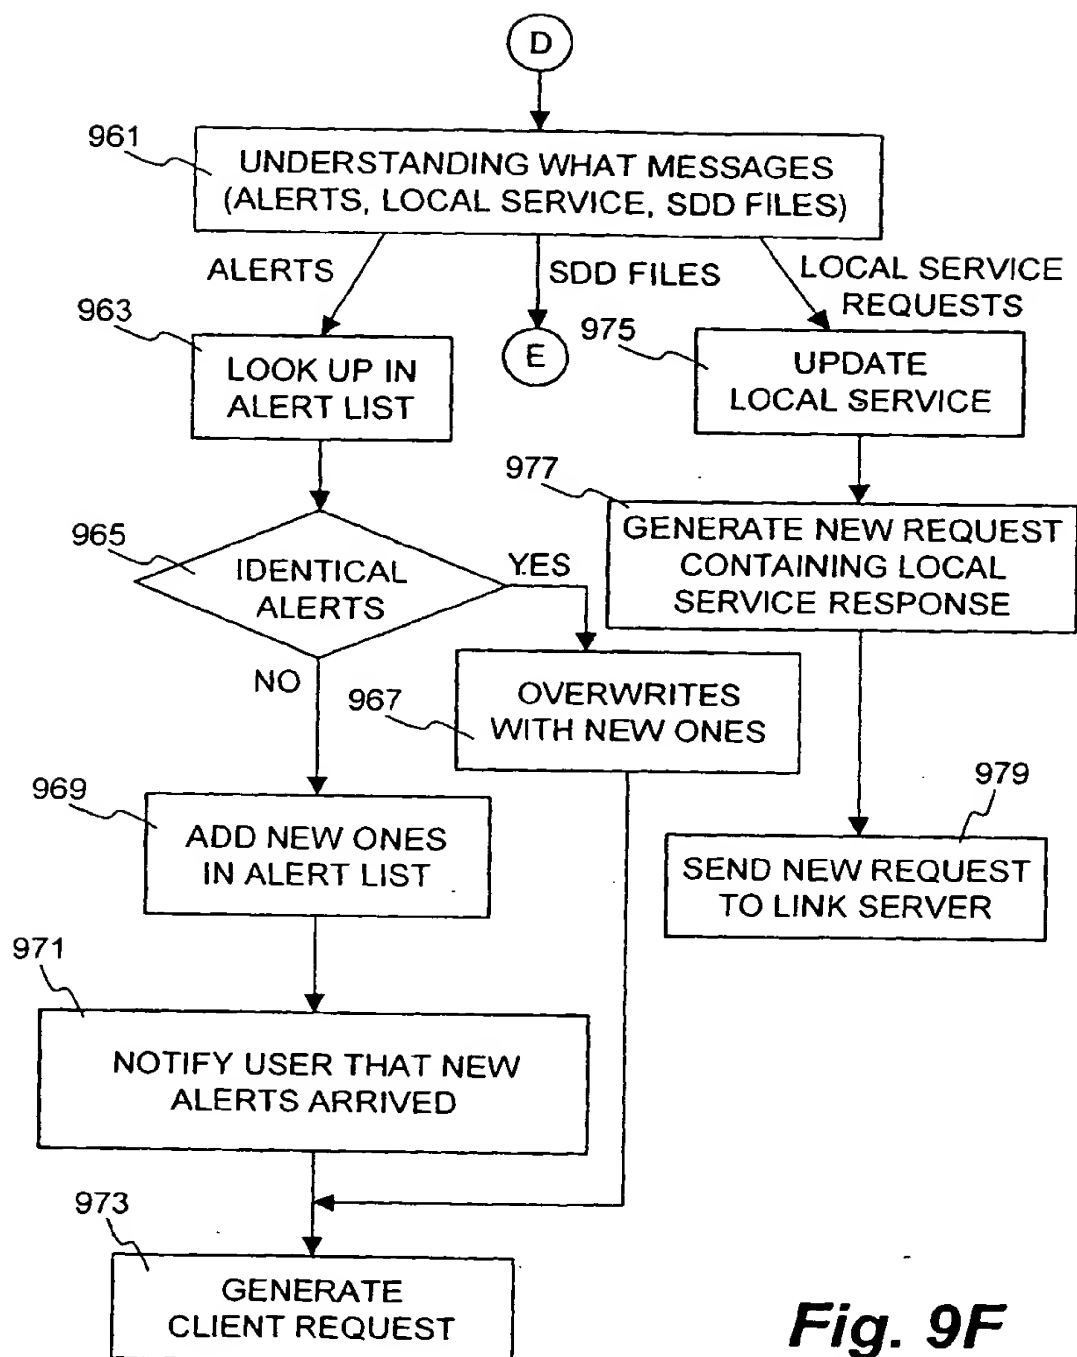 D
961
UNDERSTANDING WHAT MESSAGES
(ALERTS, LOCAL SERVICE, SDD FILES)
ALERTS
SDD FILES
LOCAL SERVICE
REQUESTS
963
LOOK UP IN
ALERT LIST
E
975
UPDATE
LOCAL SERVICE
977
GENERATE NEW REQUEST
CONTAINING LOCAL
SERVICE RESPONSE
965
IDENTICAL
ALERTS
YES
NO
967
OVERWRITES
WITH NEW ONES
979
SEND NEW REQUEST
TO LINK SERVER
969
ADD NEW ONES
IN ALERT LIST
971
NOTIFY USER THAT NEW
ALERTS ARRIVED
973
GENERATE
CLIENT REQUEST
Fig. 9F